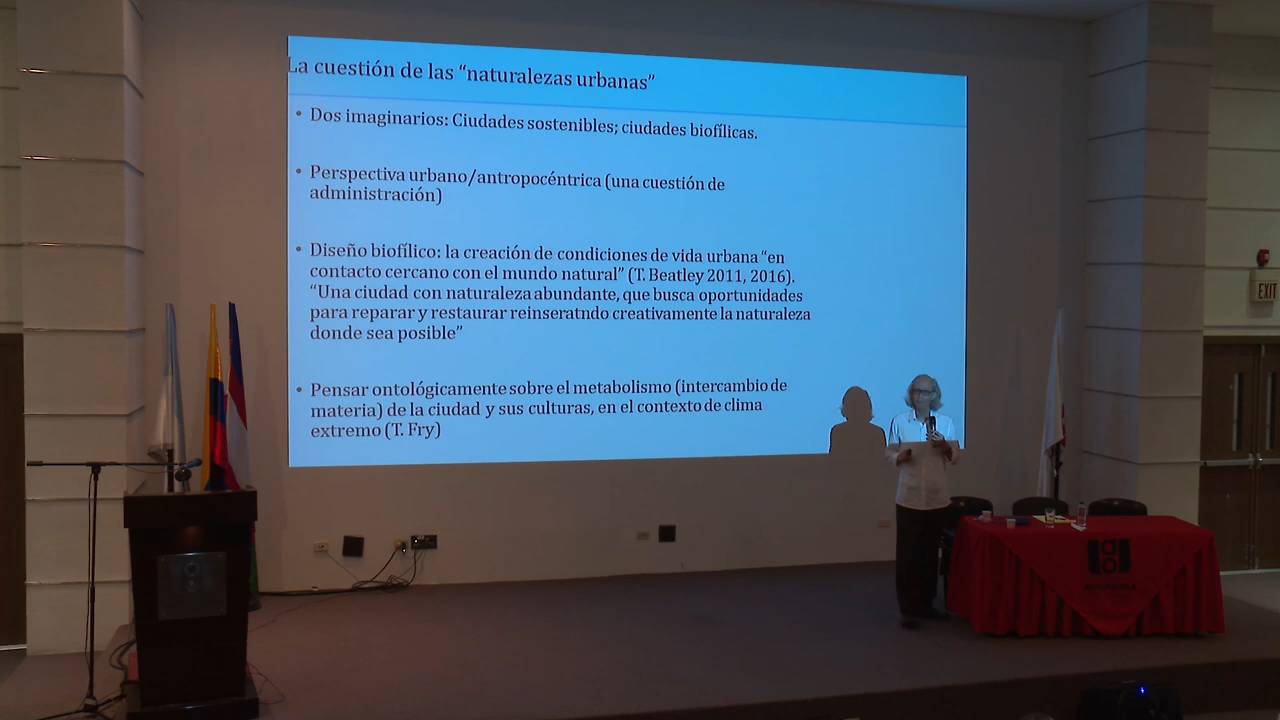 La cuestión de las “naturalezas urbanas”
• Dos imaginarios: Ciudades sostenibles; ciudades biofílicas.
• Perspectiva urbano/antropocéntrica (una cuestión de
administración)
• Diseño biofílico: la creación de condiciones de vida urbana “en
contacto cercano con el mundo natural” (T. Beatley 2011, 2016).
“Una ciudad con naturaleza abundante, que busca oportunidades
para reparar y restaurar reinseratndo creativamente la naturaleza
donde sea posible”
• Pensar ontológicamente sobre el metabolismo (intercambio de
materia) de la ciudad y sus culturas, en el contexto de clima
extremo (T. Fry)
EXIT